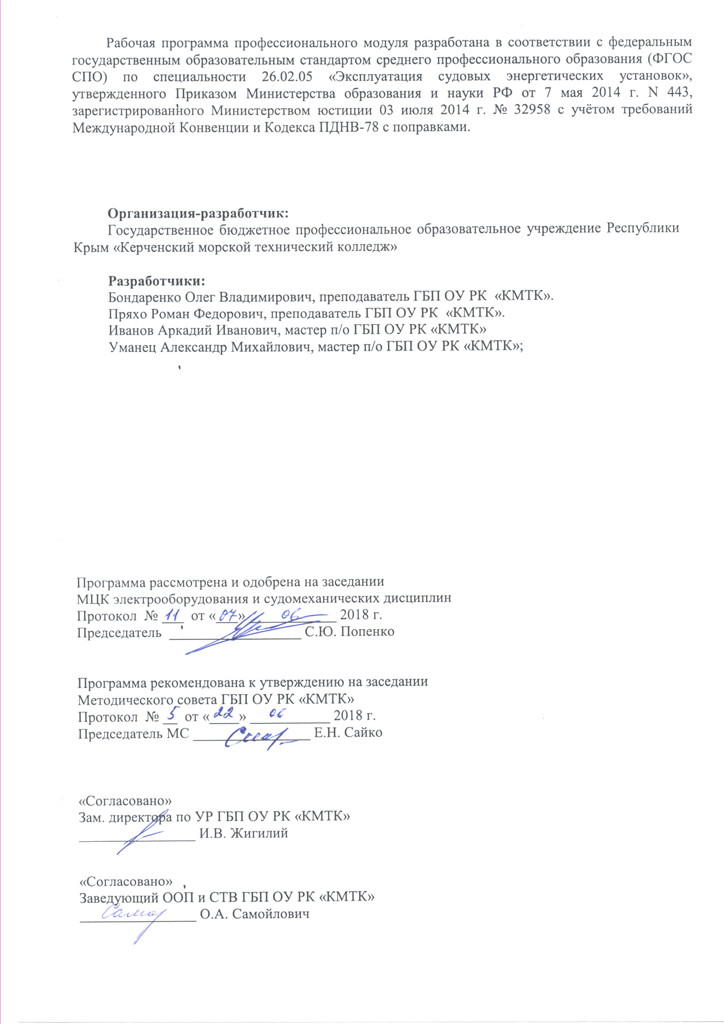 Рабочая программа профессионального модуля разработана в соответствии с федеральным
государственным образовательным стандартом среднего профессионального образования (ФГОС
СПО) по специальности 26.02.05 «Эксплуатация судовых энергетических установок»,
утвержденного Приказом Министерства образования и науки РФ от 7 мая 2014 г. N 443,
зарегистрированного Министерством юстиции 03 июля 2014 г. № 32958 с учётом требований
Международной Конвенции и Кодекса ПДНВ-78 с поправками.
Организация-разработчик:
Государственное бюджетное профессиональное образовательное учреждение Республики
Крым «Керченский морской технический колледж»
Разработчики:
Бондаренко Олег Владимирович, преподаватель ГБП ОУ РК «КМТК».
Пряхо Роман Федорович, преподаватель ГБП ОУ РК «КМТК».
Иванов Аркадий Иванович, мастер п/о ГБП ОУ РК «КМТК»
Уманец Александр Михайлович, мастер п/о ГБП ОУ РК «КМТК»;
Программа рассмотрена и одобрена на заседании
МЦК электрооборудования и судомеханических дисциплин
Протокол № 11 от «07» 06 2018 г.
Председатель С.Ю. Попенко
Программа рекомендована к утверждению на заседании
Методического совета ГБП ОУ РК «КМТК»
Протокол № 5 от «22» 06 2018 г.
Председатель МС Е.Н. Сайко
«Согласовано»
Зам. директора по УР ГБП ОУ РК «КМТК»
И.В. Жигилий
«Согласовано»
Заведующий ООП и СТВ ГБП ОУ РК «КМТК»
О.А. Самойлович